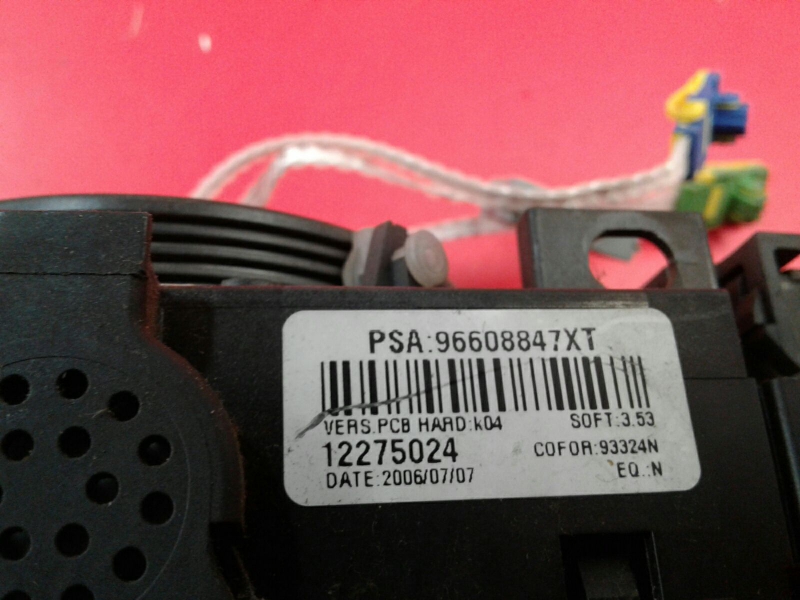 PSA:96608847XT
VERS.PCB HARD:k04 SOFT:3.53
12275024 COFOR:93324N
DATE:2006/07/07 EQ.:N